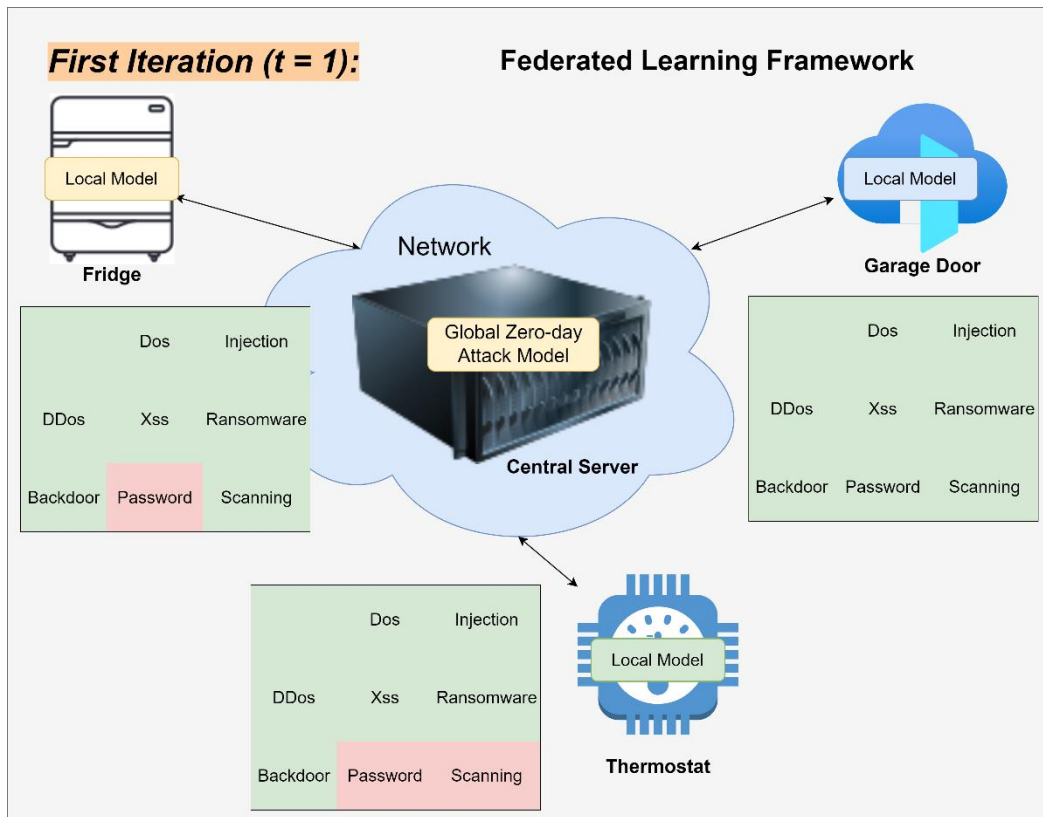 First Iteration (t = 1):
Federated Learning Framework
Local Model
Fridge
Local Model
Garage Door
Network
Global Zero-day
Attack Model
Central Server
Dos Injection
DDos Xss Ransomware
Backdoor Password Scanning
Dos Injection
DDos Xss Ransomware
Backdoor Password Scanning
Dos Injection
DDos Xss Ransomware
Backdoor Password Scanning
Local Model
Thermostat